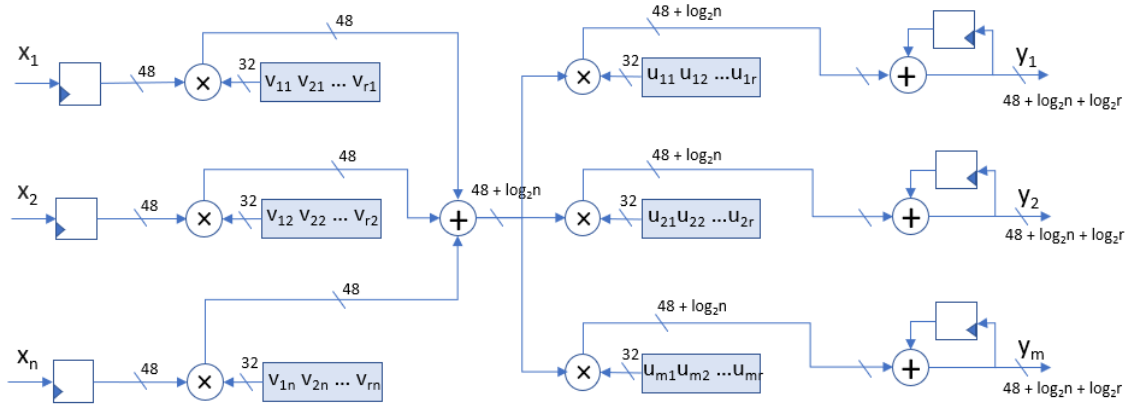 48
48 + log₂n
x₁
48
×
32
v₁₁ v₂₁ ... vᵣ₁
×
32
u₁₁ u₁₂ ...u₁ᵣ
+
y₁
48 + log₂n + log₂r
48
48 + log₂n
x₂
48
×
32
v₁₂ v₂₂ ... vᵣ₂
+
48 + log₂n
×
32
u₂₁u₂₂ ...u₂ᵣ
+
y₂
48 + log₂n + log₂r
48
48 + log₂n
xₙ
48
×
32
v₁ₙ v₂ₙ ... vᵣₙ
×
32
uₘ₁uₘ₂ ...uₘᵣ
+
yₘ
48 + log₂n + log₂r